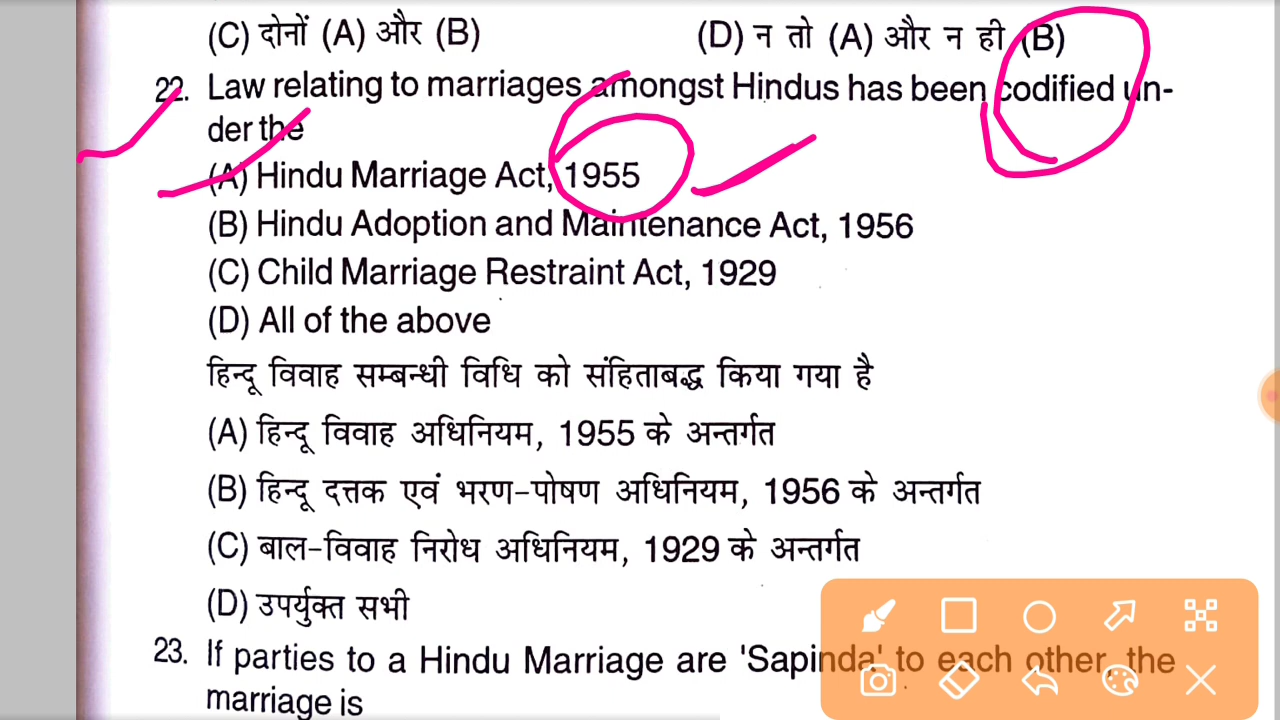 (C) दोनों (A) और (B) (D) न तो (A) और न ही (B)
22. Law relating to marriages amongst Hindus has been codified un-
der the
(A) Hindu Marriage Act, 1955
(B) Hindu Adoption and Maintenance Act, 1956
(C) Child Marriage Restraint Act, 1929
(D) All of the above
हिन्दू विवाह सम्बन्धी विधि को संहिताबद्ध किया गया है
(A) हिन्दू विवाह अधिनियम, 1955 के अन्तर्गत
(B) हिन्दू दत्तक एवं भरण-पोषण अधिनियम, 1956 के अन्तर्गत
(C) बाल-विवाह निरोध अधिनियम, 1929 के अन्तर्गत
(D) उपर्युक्त सभी
23. If parties to a Hindu Marriage are 'Sapinda' to each other, the
marriage is